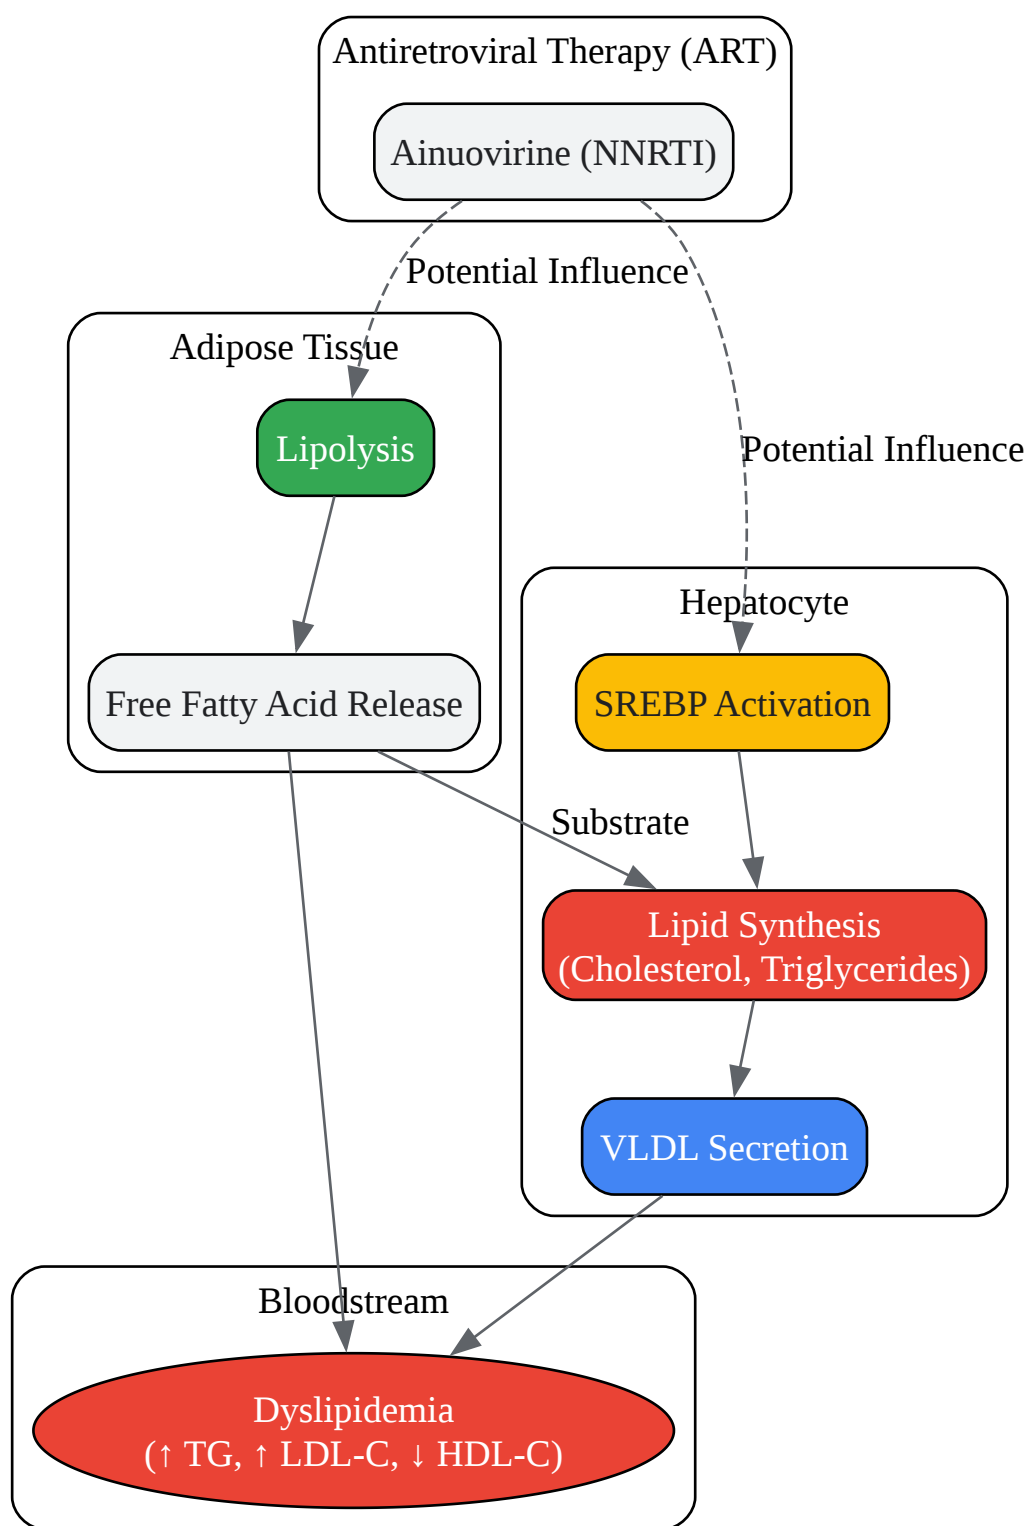 Antiretroviral Therapy (ART)
Ainuovirine (NNRTI)
Potential Influence
Adipose Tissue
Lipolysis
Potential Influence
Hepatocyte
Free Fatty Acid Release
SREBP Activation
Substrate
Lipid Synthesis
(Cholesterol, Triglycerides)
VLDL Secretion
Bloodstream
Dyslipidemia
(↑ TG, ↑ LDL-C, ↓ HDL-C)